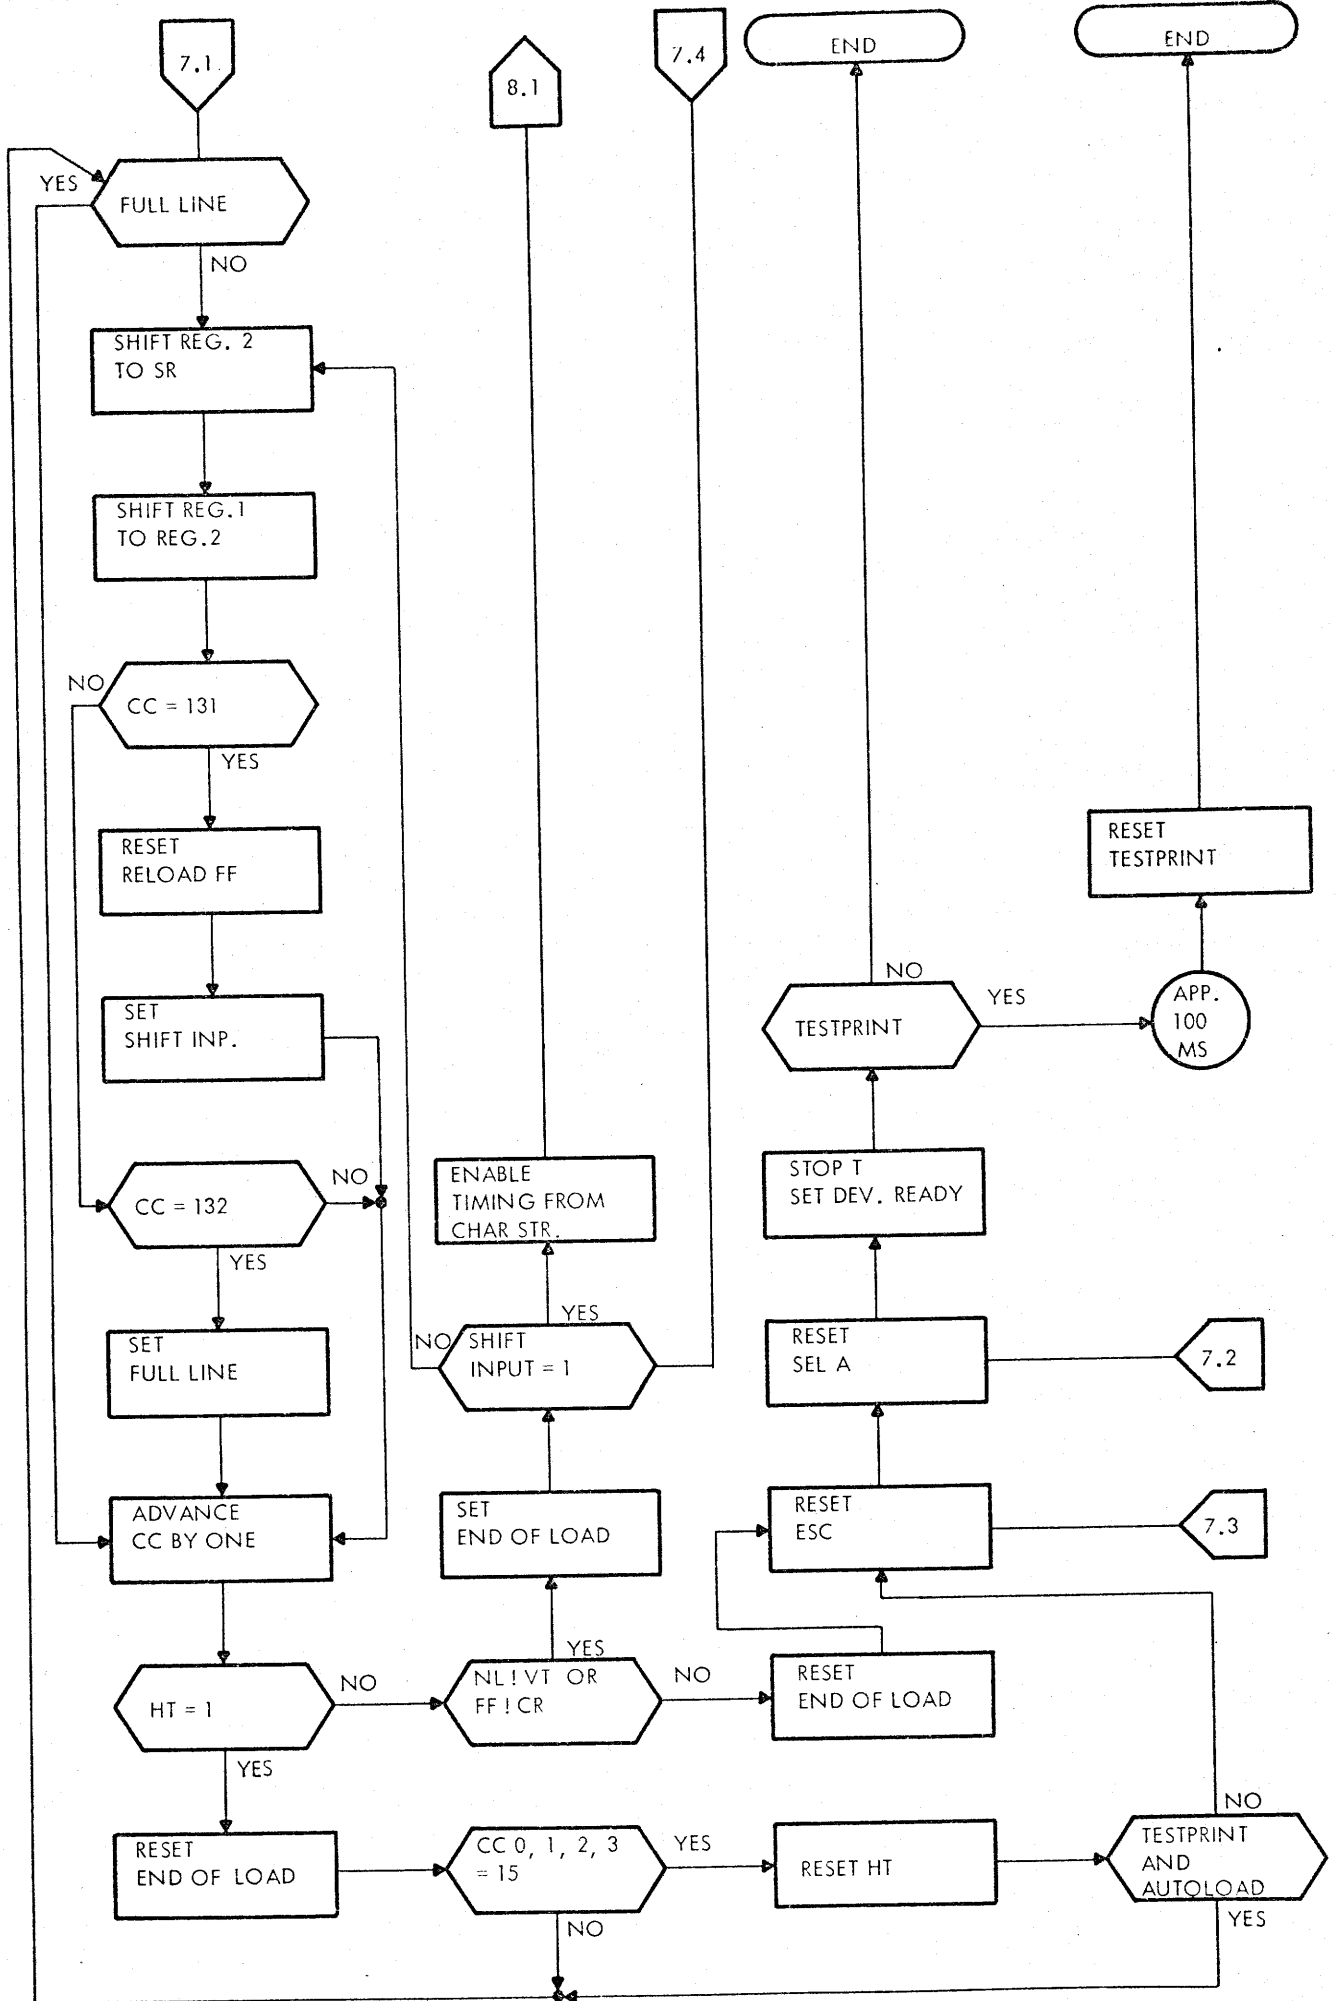 7.1
8.1
7.4
END
END
YES
FULL LINE
NO
SHIFT REG. 2
TO SR
SHIFT REG.1
TO REG.2
NO
CC = 131
YES
RESET
RELOAD FF
SET
SHIFT INP.
NO
CC = 132
YES
SET
FULL LINE
ADVANCE
CC BY ONE
HT = 1
NO
YES
RESET
END OF LOAD
ENABLE
TIMING FROM
CHAR STR.
YES
NO
SHIFT
INPUT = 1
SET
END OF LOAD
YES
NL!VT OR
FF!CR
NO
CC 0, 1, 2, 3
= 15
YES
NO
NO
TESTPRINT
YES
STOP T
SET DEV. READY
RESET
SEL A
7.2
RESET
ESC
7.3
RESET
END OF LOAD
RESET HT
RESET
TESTPRINT
APP.
100
MS
NO
TESTPRINT
AND
AUTOLOAD
YES